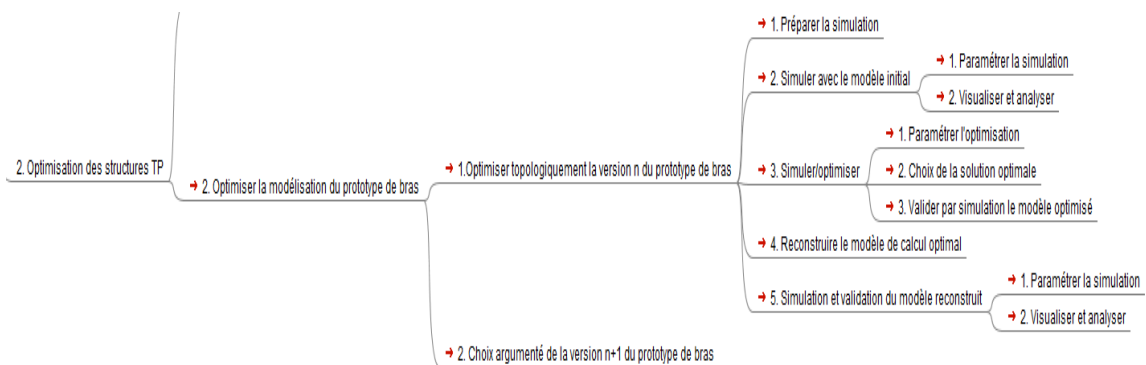 2. Optimisation des structures TP
2. Optimiser la modélisation du prototype de bras
1.Optimiser topologiquement la version n du prototype de bras
1. Préparer la simulation
2. Simuler avec le modèle initial
1. Paramétrer la simulation
2. Visualiser et analyser
3. Simuler/optimiser
1. Paramétrer l'optimisation
2. Choix de la solution optimale
3. Valider par simulation le modèle optimisé
4. Reconstruire le modèle de calcul optimal
5. Simulation et validation du modèle reconstruit
1. Paramétrer la simulation
2. Visualiser et analyser
2. Choix argumenté de la version n+1 du prototype de bras